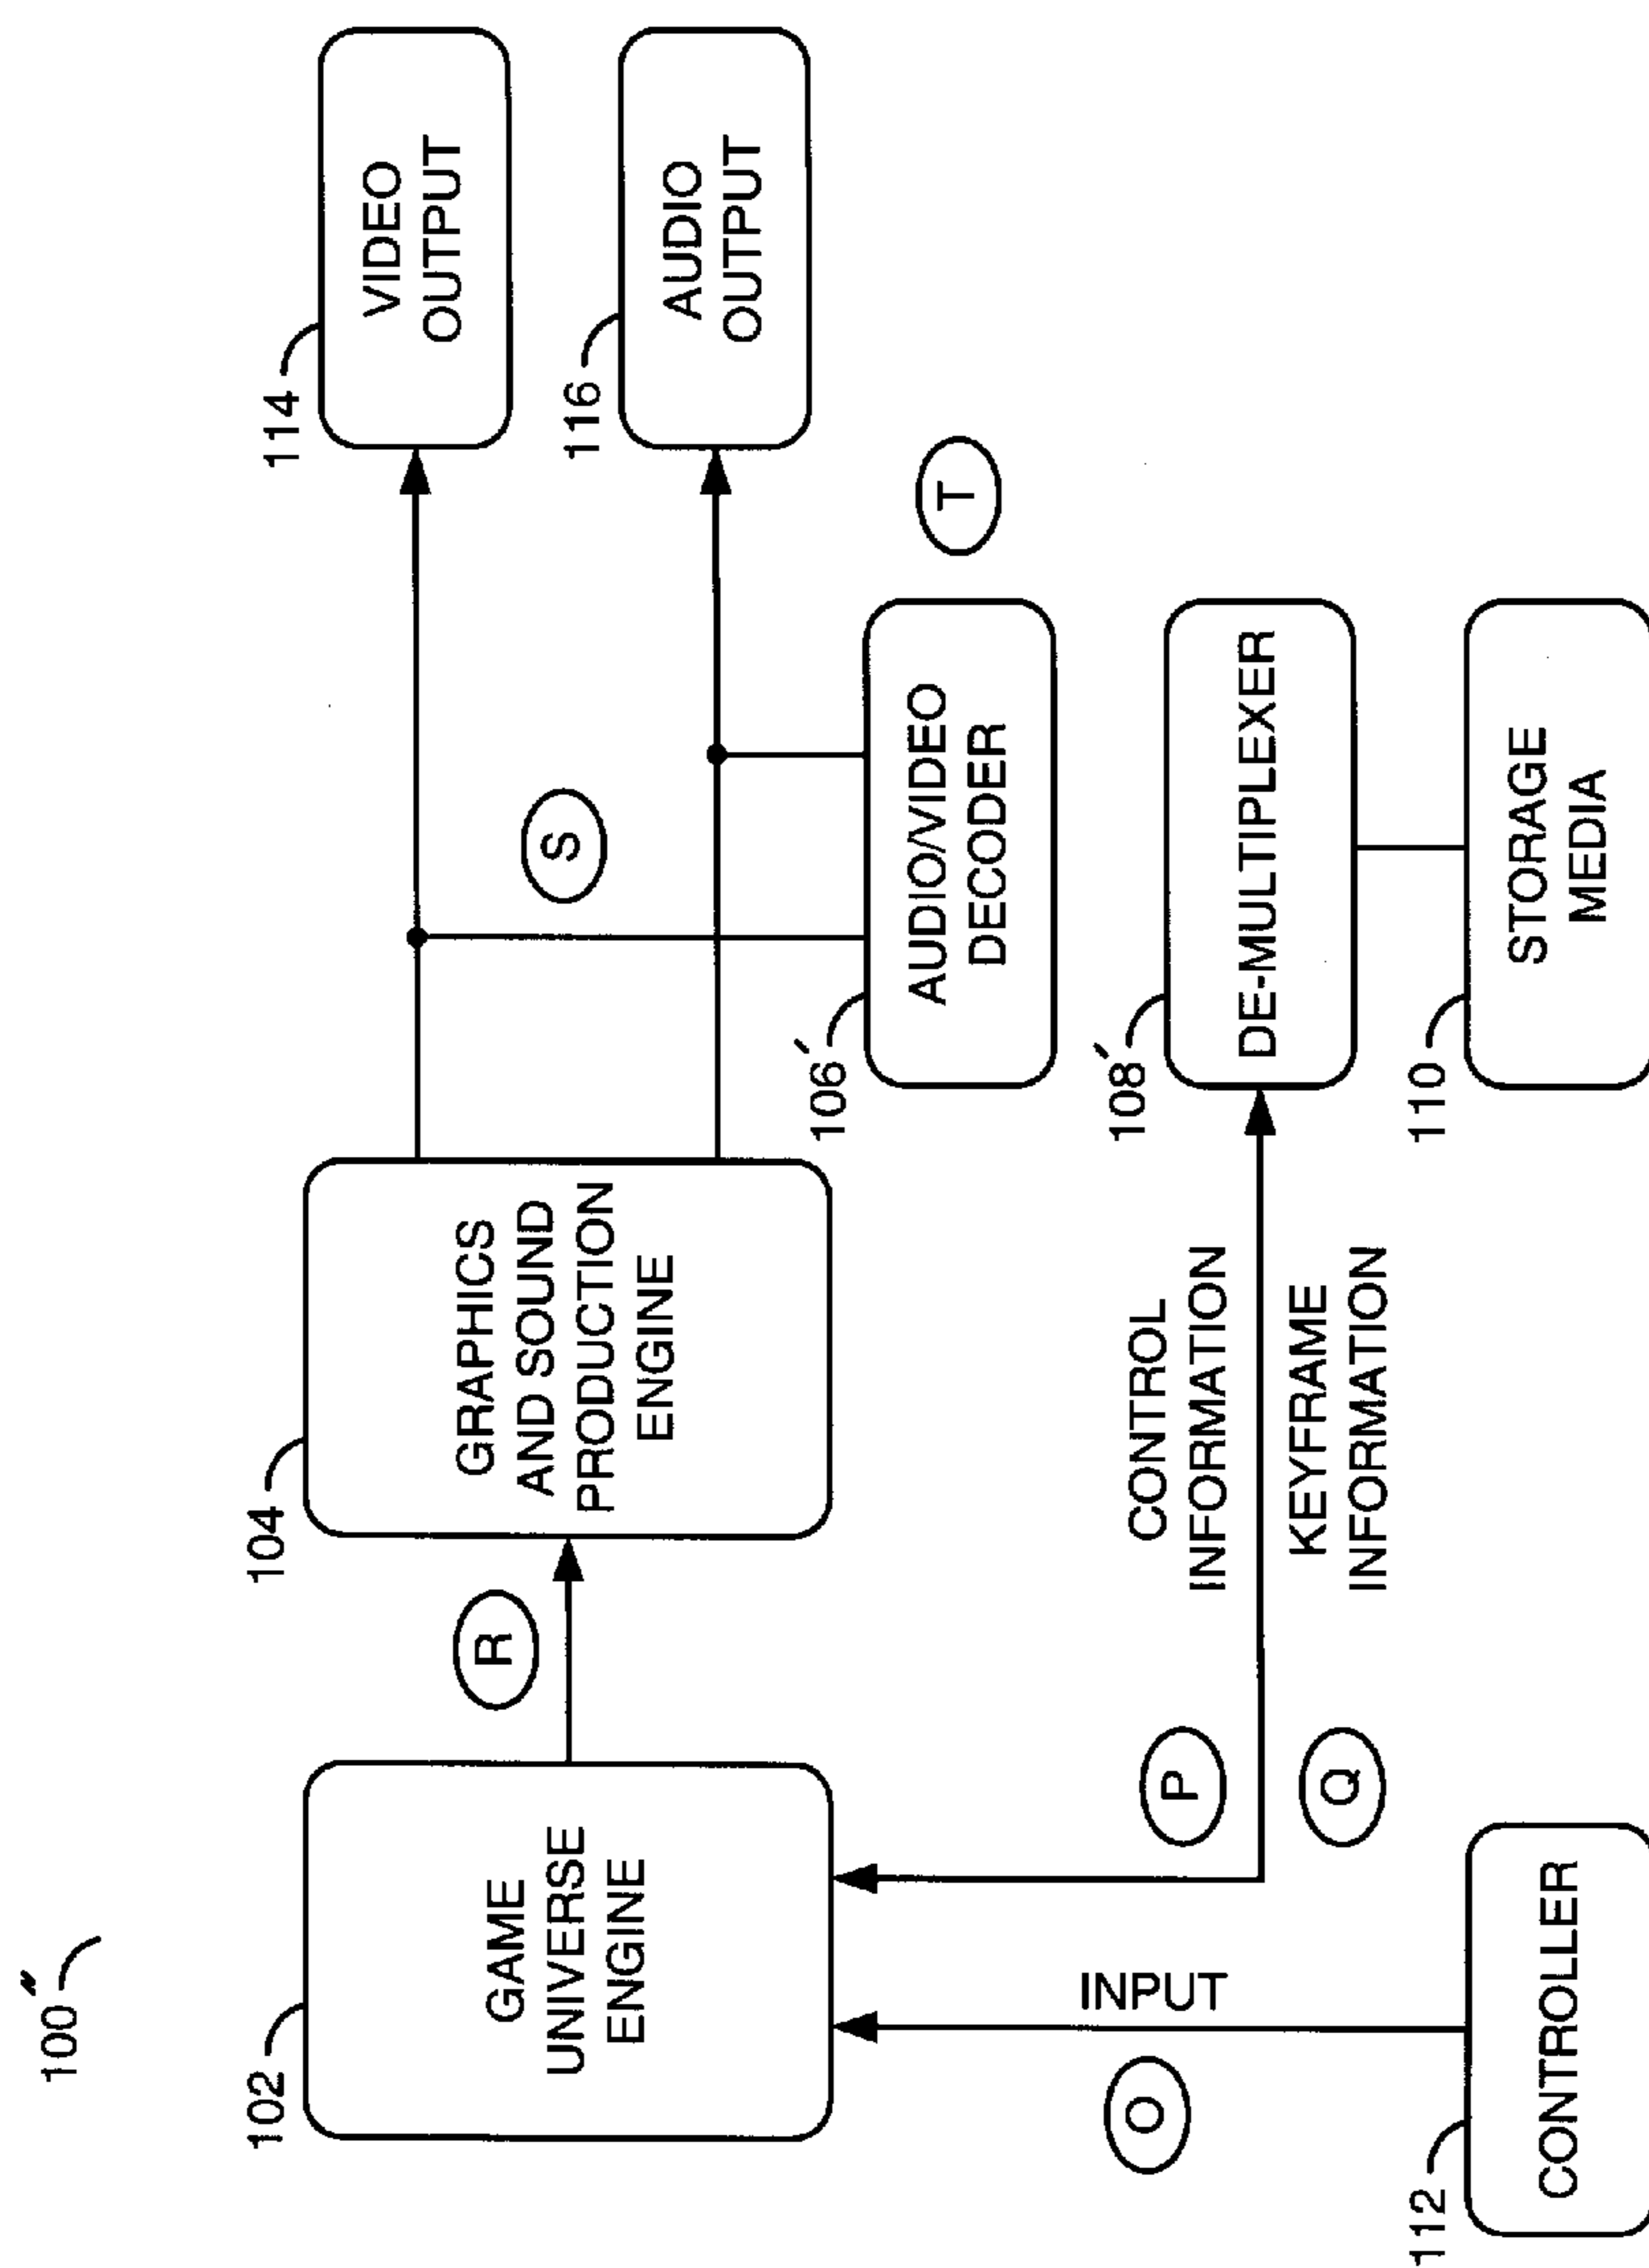 100″
102
GAME
UNIVERSE
ENGINE
R
104
GRAPHICS
AND SOUND
PRODUCTION
ENGINE
S
114
VIDEO
OUTPUT
116
AUDIO
OUTPUT
T
106′
AUDIO/VIDEO
DECODER
O
INPUT
P
CONTROL
INFORMATION
Q
KEYFRAME
INFORMATION
108′
DE-MULTIPLEXER
110
STORAGE
MEDIA
112
CONTROLLER